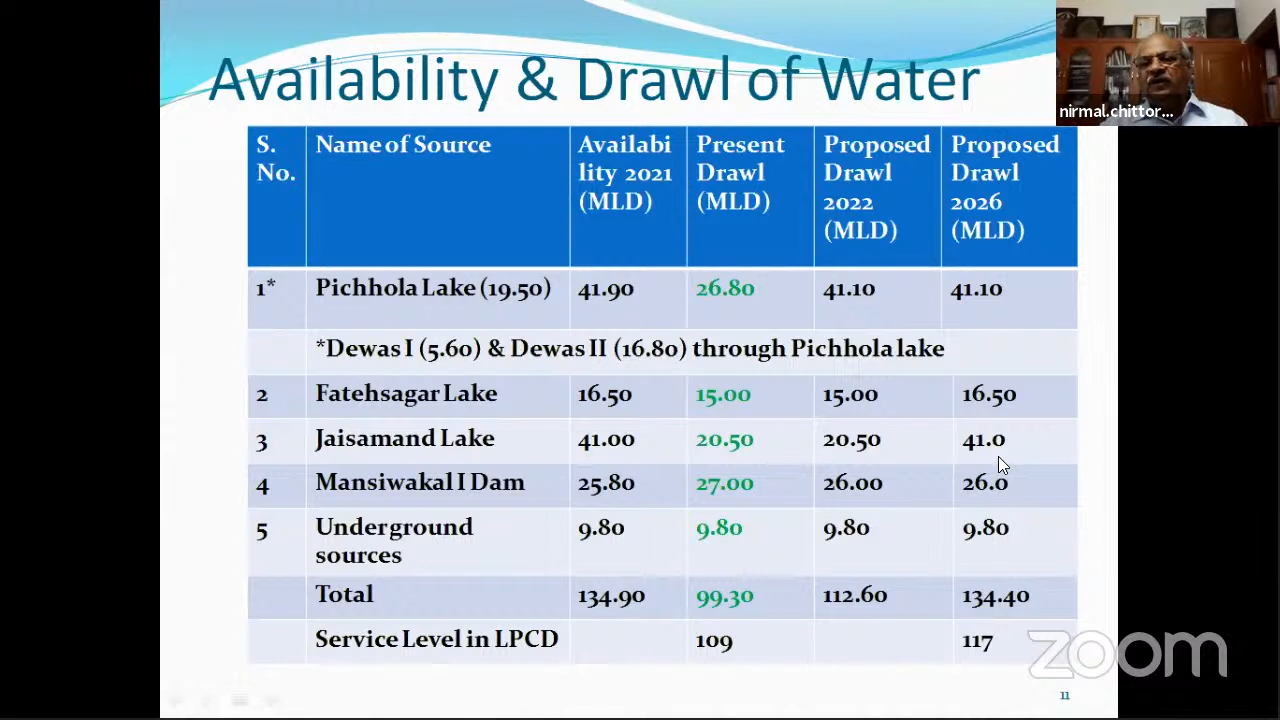 Availability & Drawl of Water
nirmal.chittor...
S. No. Name of Source Availabi lity 2021 (MLD) Present Drawl (MLD) Proposed Drawl 2022 (MLD) Proposed Drawl 2026 (MLD)
1* Pichhola Lake (19.50) 41.90 26.80 41.10 41.10
*Dewas I (5.60) & Dewas II (16.80) through Pichhola lake
2 Fatehsagar Lake 16.50 15.00 15.00 16.50
3 Jaisamand Lake 41.00 20.50 20.50 41.0
4 Mansiwakal I Dam 25.80 27.00 26.00 26.0
5 Underground sources 9.80 9.80 9.80 9.80
Total 134.90 99.30 112.60 134.40
Service Level in LPCD 109 117
zoom
11